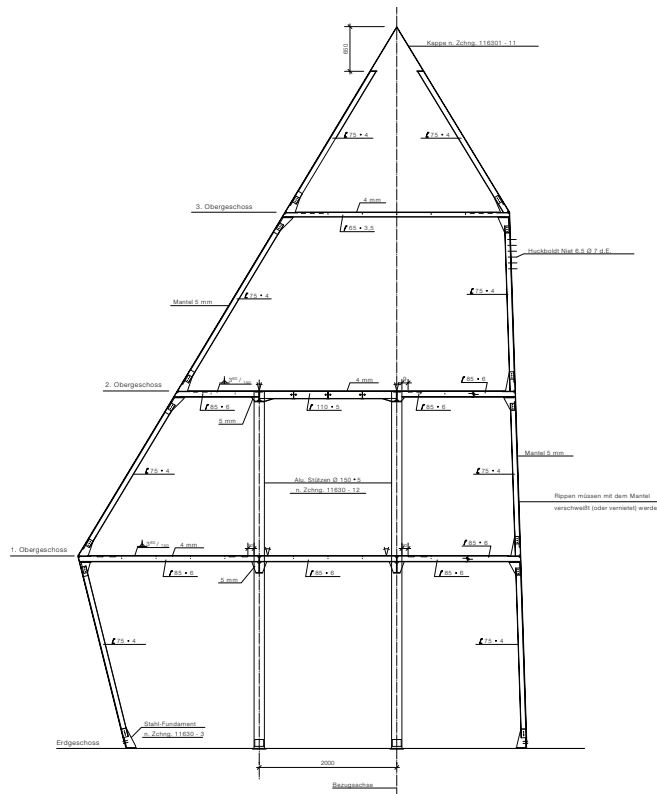 Kappe n. Zchng. 116301 - 11
650
75 • 4
75 • 4
4 mm
3. Obergeschoss
65 • 3,5
Huckboldt Niet 6,5 Ø 7 d.E.
75 • 4
75 • 4
Mantel 5 mm
2. Obergeschoss
4 mm
85 • 6
85 • 6
110 • 5
85 • 6
5 mm
Mantel 5 mm
75 • 4
75 • 4
Alu. Stützen Ø 150 • 5
n. Zchng. 11630 - 12
Rippen müssen mit dem Mantel
verschweißt (oder vernietet) werde
1. Obergeschoss
4 mm
85 • 6
85 • 6
5 mm
85 • 6
85 • 6
75 • 4
75 • 4
Stahl-Fundament
n. Zchng. 11630 - 3
Erdgeschoss
2000
Bezugsachse